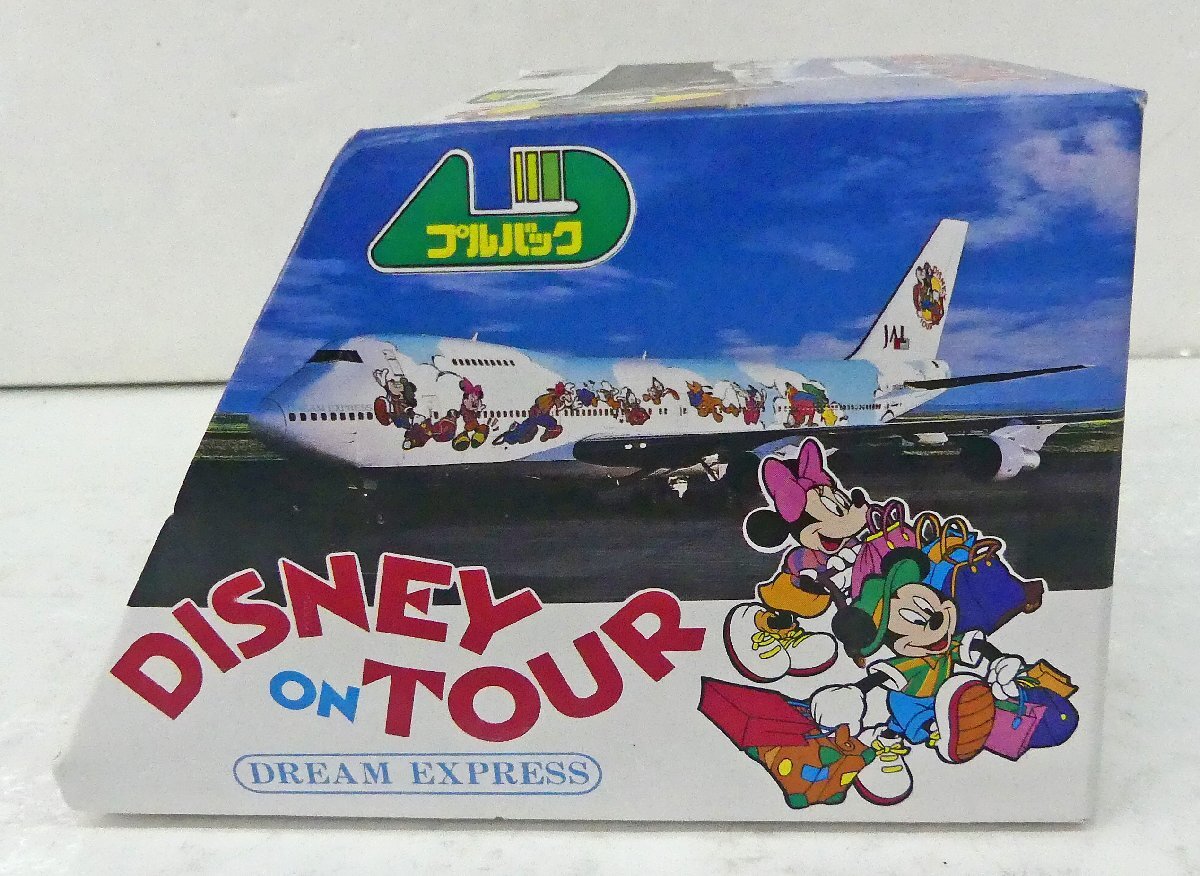 プルバック
JAL
DISNEY
ON TOUR
DREAM EXPRESS